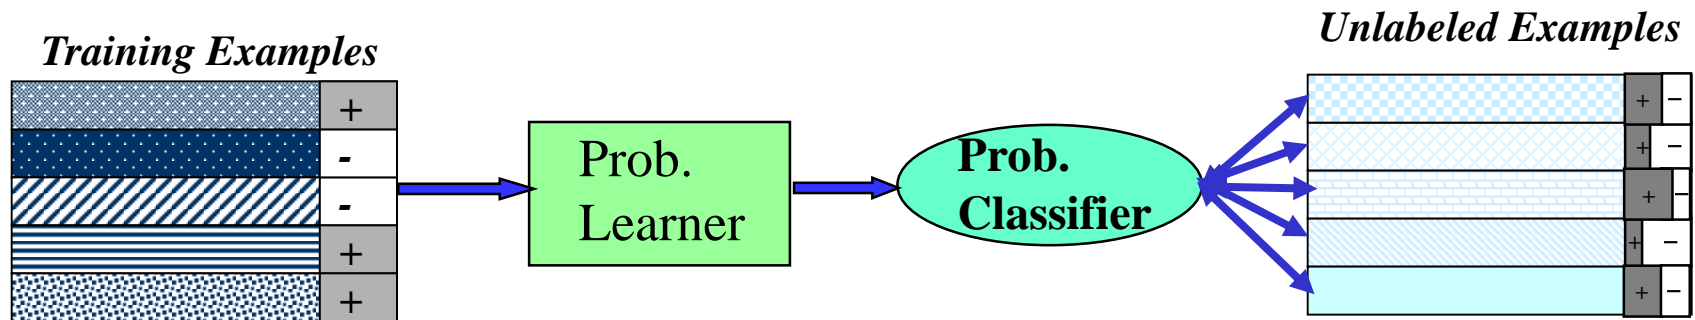 Training Examples
+
-
-
+
+
Prob.
Learner
Prob.
Classifier
Unlabeled Examples
+ −
+ −
+ −
+ −
+ −